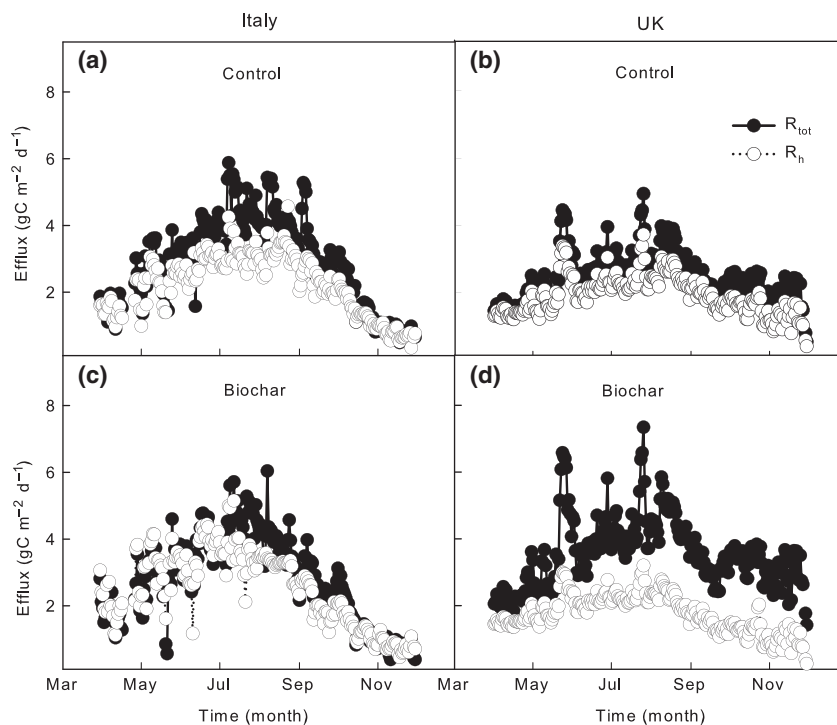 Italy
UK
(a)
Control
(b)
Control
R_tot
R_h
8
6
4
2
Efflux (gC m⁻² d⁻¹)
(c)
Biochar
(d)
Biochar
8
6
4
2
Efflux (gC m⁻² d⁻¹)
Mar May Jul Sep Nov
Mar May Jul Sep Nov
Time (month)
Time (month)